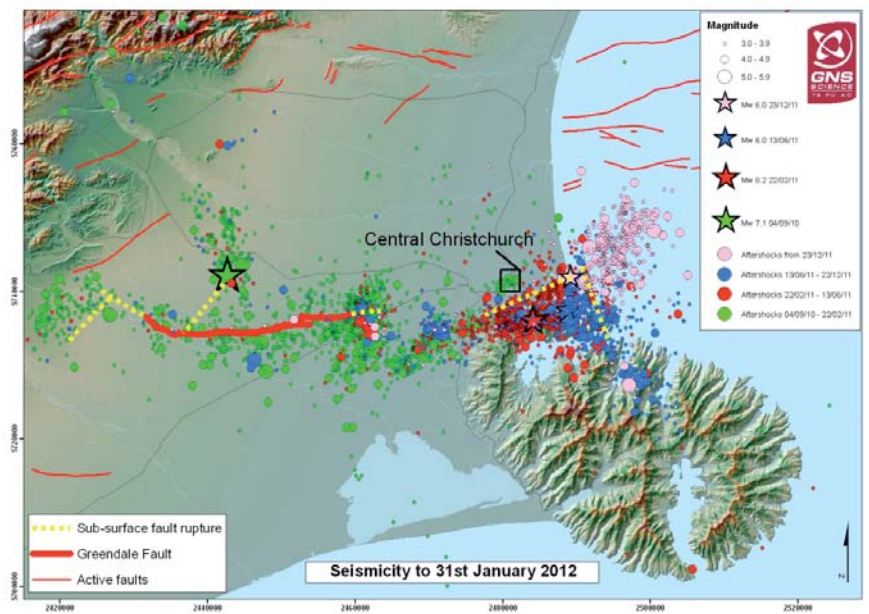 Magnitude
3.0 - 3.9
4.0 - 4.9
5.0 - 5.9
GNS
SCIENCE
TE PU AO
Mw 6.0 23/12/11
Mw 6.0 13/06/11
Mw 6.2 22/02/11
Mw 7.1 04/09/10
Aftershocks from 23/12/11
Aftershocks 13/06/11 - 22/12/11
Aftershocks 22/02/11 - 13/06/11
Aftershocks 04/09/10 - 22/02/11
Central Christchurch
Sub-surface fault rupture
Greendale Fault
Active faults
Seismicity to 31st January 2012
N
2420000
2440000
2460000
2480000
2500000
2520000